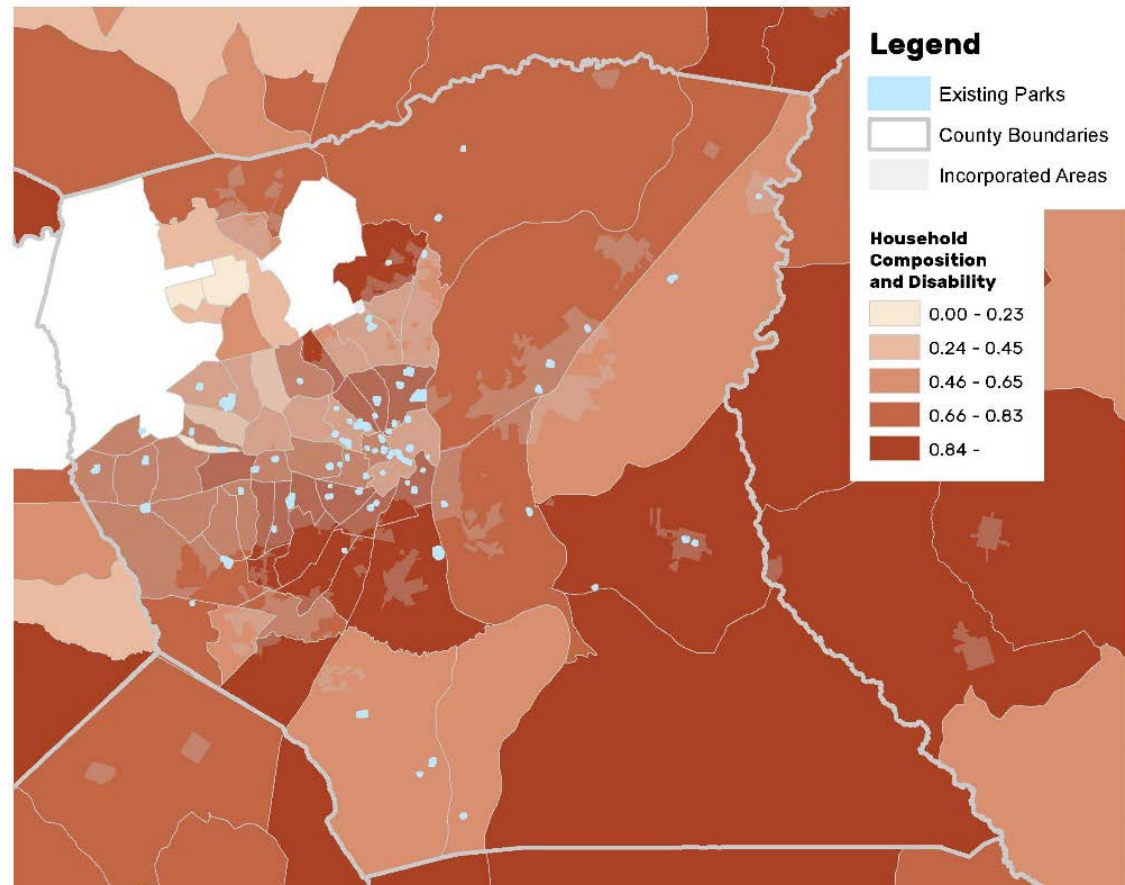 Legend
Existing Parks
County Boundaries
Incorporated Areas
Household
Composition
and Disability
0.00 - 0.23
0.24 - 0.45
0.46 - 0.65
0.66 - 0.83
0.84 -